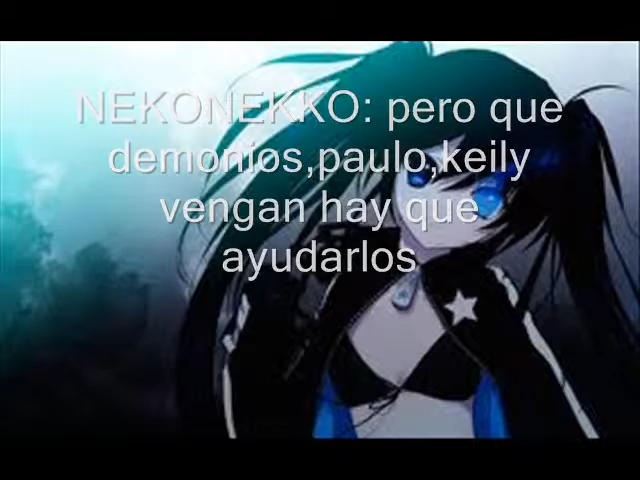 NEKONEKKO: pero que
demonios,paulo,keily
vengan hay que
ayudarlos